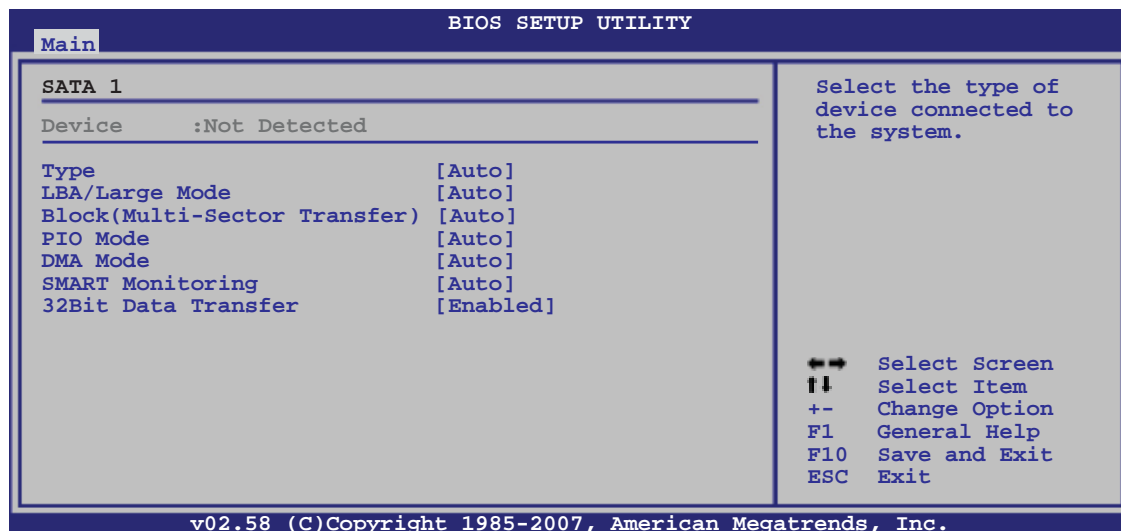 BIOS SETUP UTILITY
Main
SATA 1
Device :Not Detected
Type [Auto]
LBA/Large Mode [Auto]
Block(Multi-Sector Transfer) [Auto]
PIO Mode [Auto]
DMA Mode [Auto]
SMART Monitoring [Auto]
32Bit Data Transfer [Enabled]
Select the type of
device connected to
the system.
←→ Select Screen
↑↓ Select Item
+- Change Option
F1 General Help
F10 Save and Exit
ESC Exit
v02.58 (C)Copyright 1985-2007, American Megatrends, Inc.